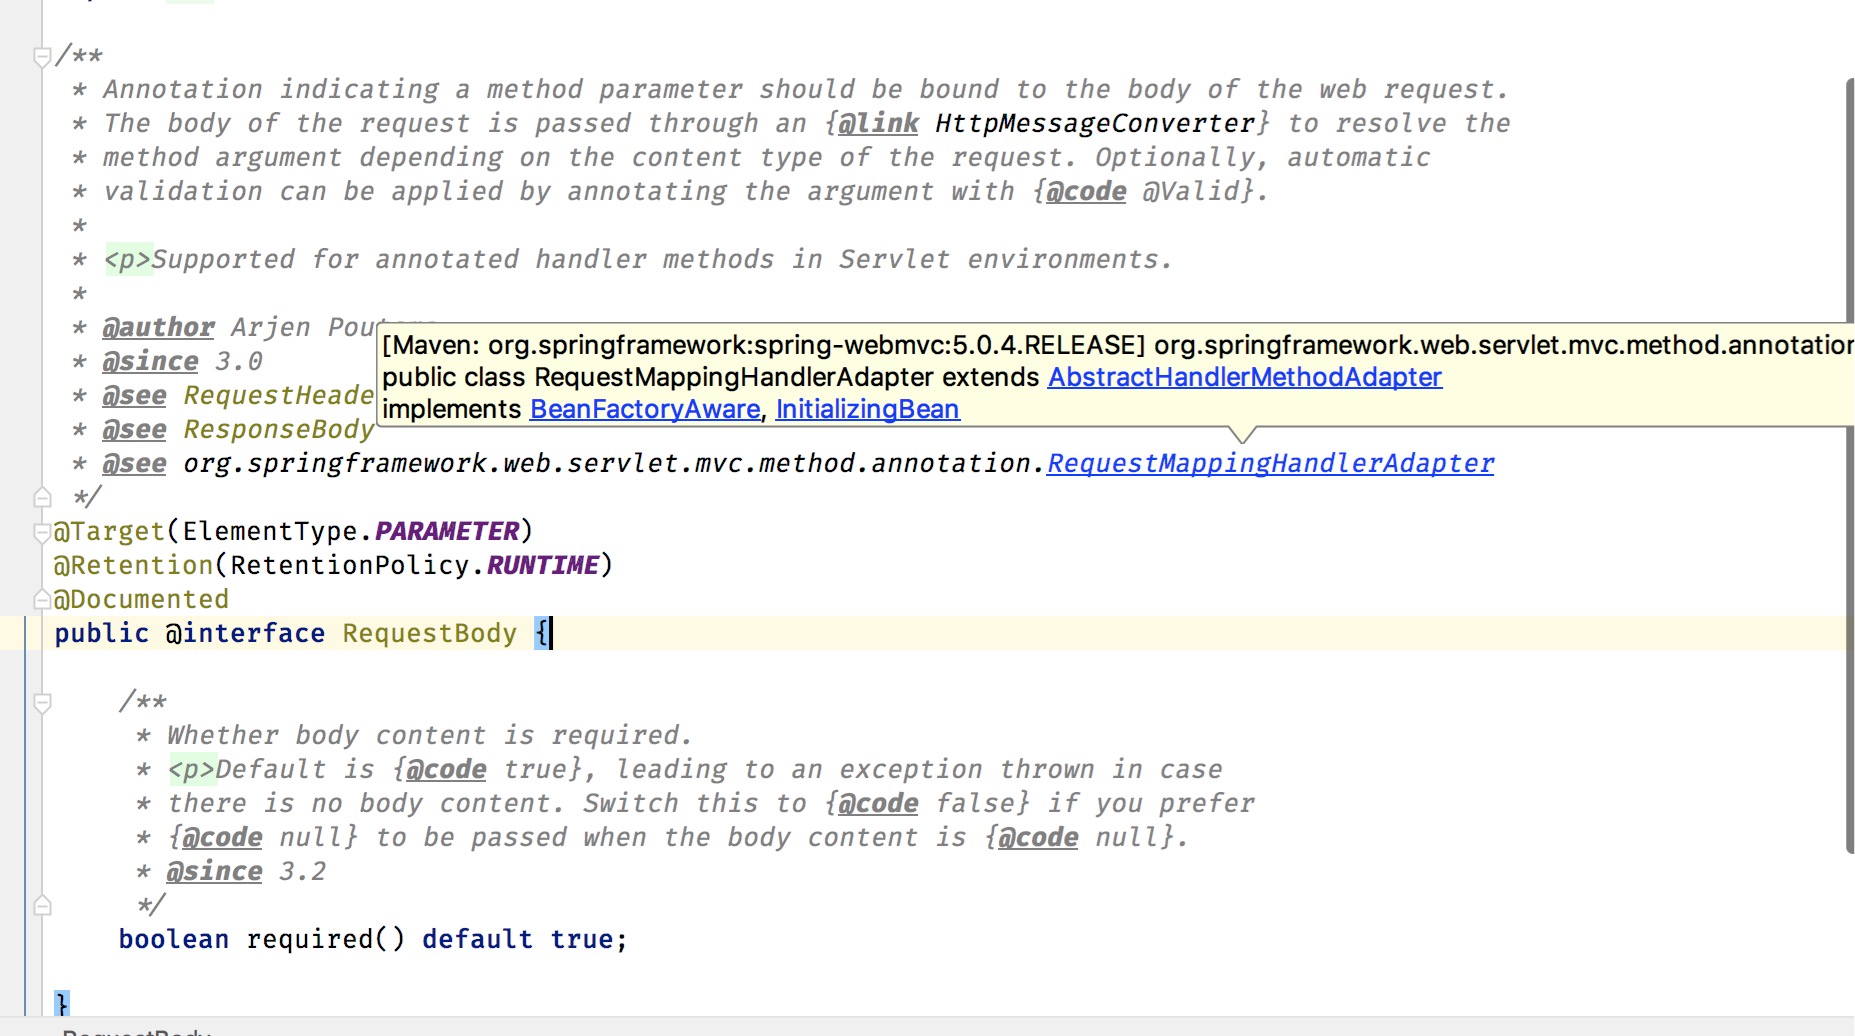 /**
* Annotation indicating a method parameter should be bound to the body of the web request.
* The body of the request is passed through an {@link HttpMessageConverter} to resolve the
* method argument depending on the content type of the request. Optionally, automatic
* validation can be applied by annotating the argument with {@code @Valid}.
*
* <p>Supported for annotated handler methods in Servlet environments.
*
* @author Arjen
* @since 3.0
* @see
* @see ResponseBody
[Maven: org.springframework:spring-webmvc:5.0.4.RELEASE] org.springframework.web.servlet.mvc.method.annotation
public class RequestMappingHandlerAdapter extends AbstractHandlerMethodAdapter
implements BeanFactoryAware, InitializingBean
* @see org.springframework.web.servlet.mvc.method.annotation.RequestMappingHandlerAdapter
*/
@Target(ElementType.PARAMETER)
@Retention(RetentionPolicy.RUNTIME)
@Documented
public @interface RequestBody {
/**
* Whether body content is required.
* <p>Default is {@code true}, leading to an exception thrown in case
* there is no body content. Switch this to {@code false} if you prefer
* {@code null} to be passed when the body content is {@code null}.
* @since 3.2
*/
boolean required() default true;
}
RequestBody